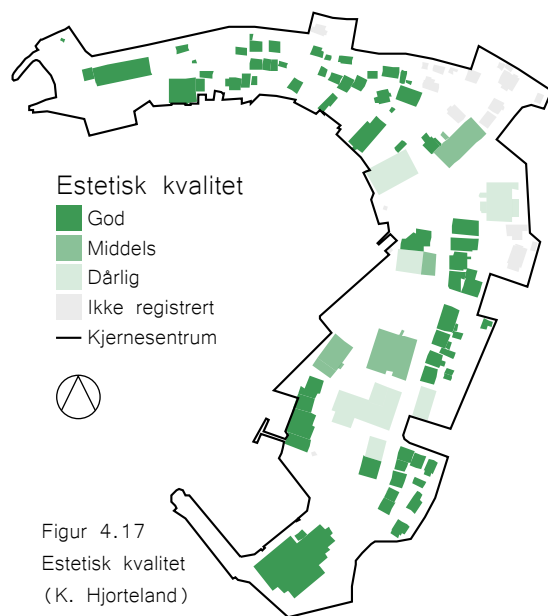 Estetisk kvalitet
God
Middels
Dårlig
Ikke registrert
Kjernesentrum
Figur 4.17
Estetisk kvalitet
(K. Hjorteland)